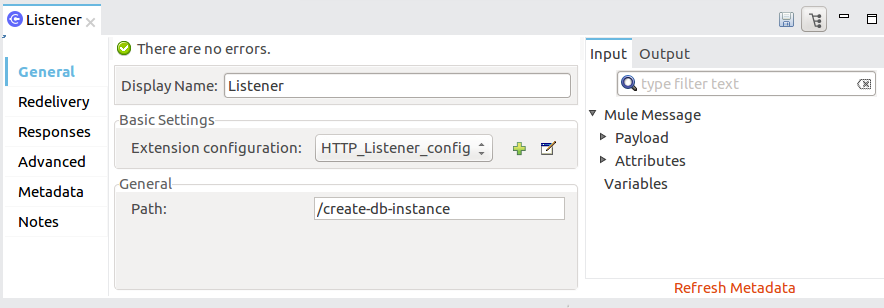 Listener
There are no errors.
General
Redelivery
Responses
Advanced
Metadata
Notes
Display Name: Listener
Basic Settings
Extension configuration: HTTP_Listener_config
General
Path: /create-db-instance
Input Output
type filter text
Mule Message
Payload
Attributes
Variables
Refresh Metadata